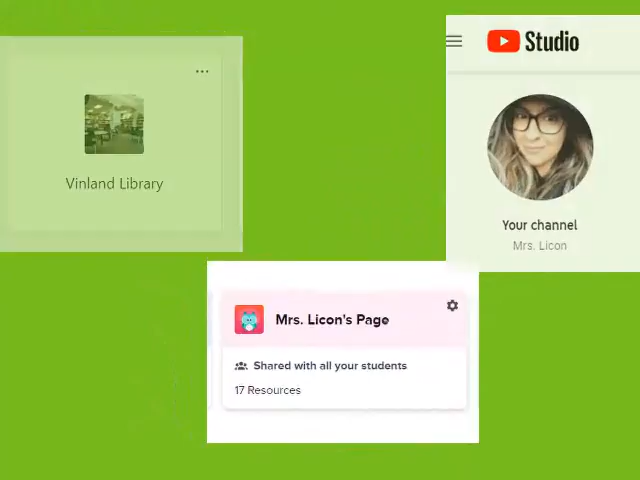 Studio
Vinland Library
Your channel
Mrs. Licon
Mrs. Licon's Page
Shared with all your students
17 Resources